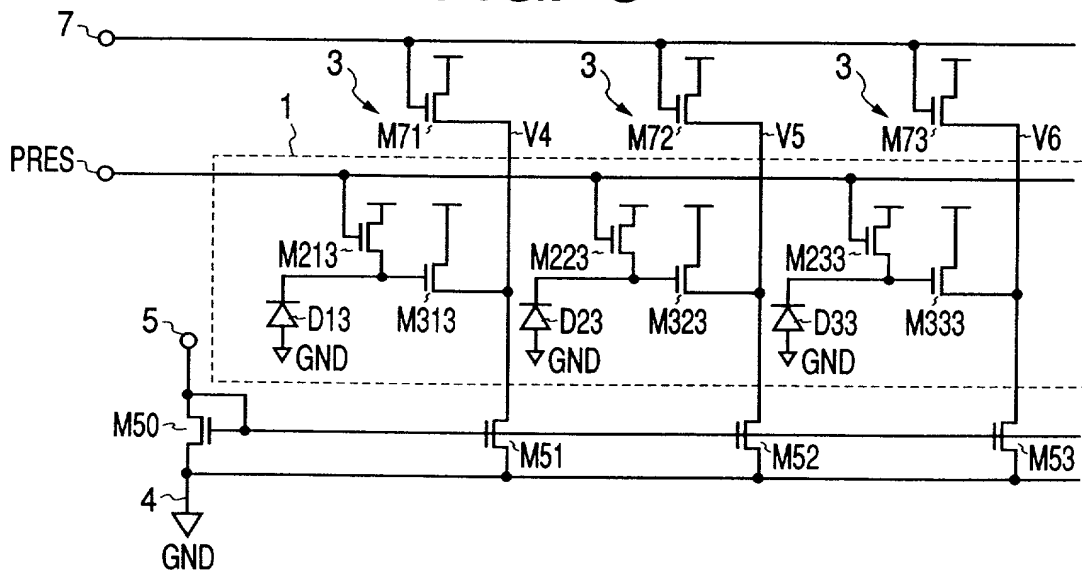 7
3 3 3
M71 V4 M72 V5 M73 V6
1
PRES
M213 M223 M233
D13 M313 D23 M323 D33 M333
GND GND GND
5
M50 M51 M52 M53
4
GND